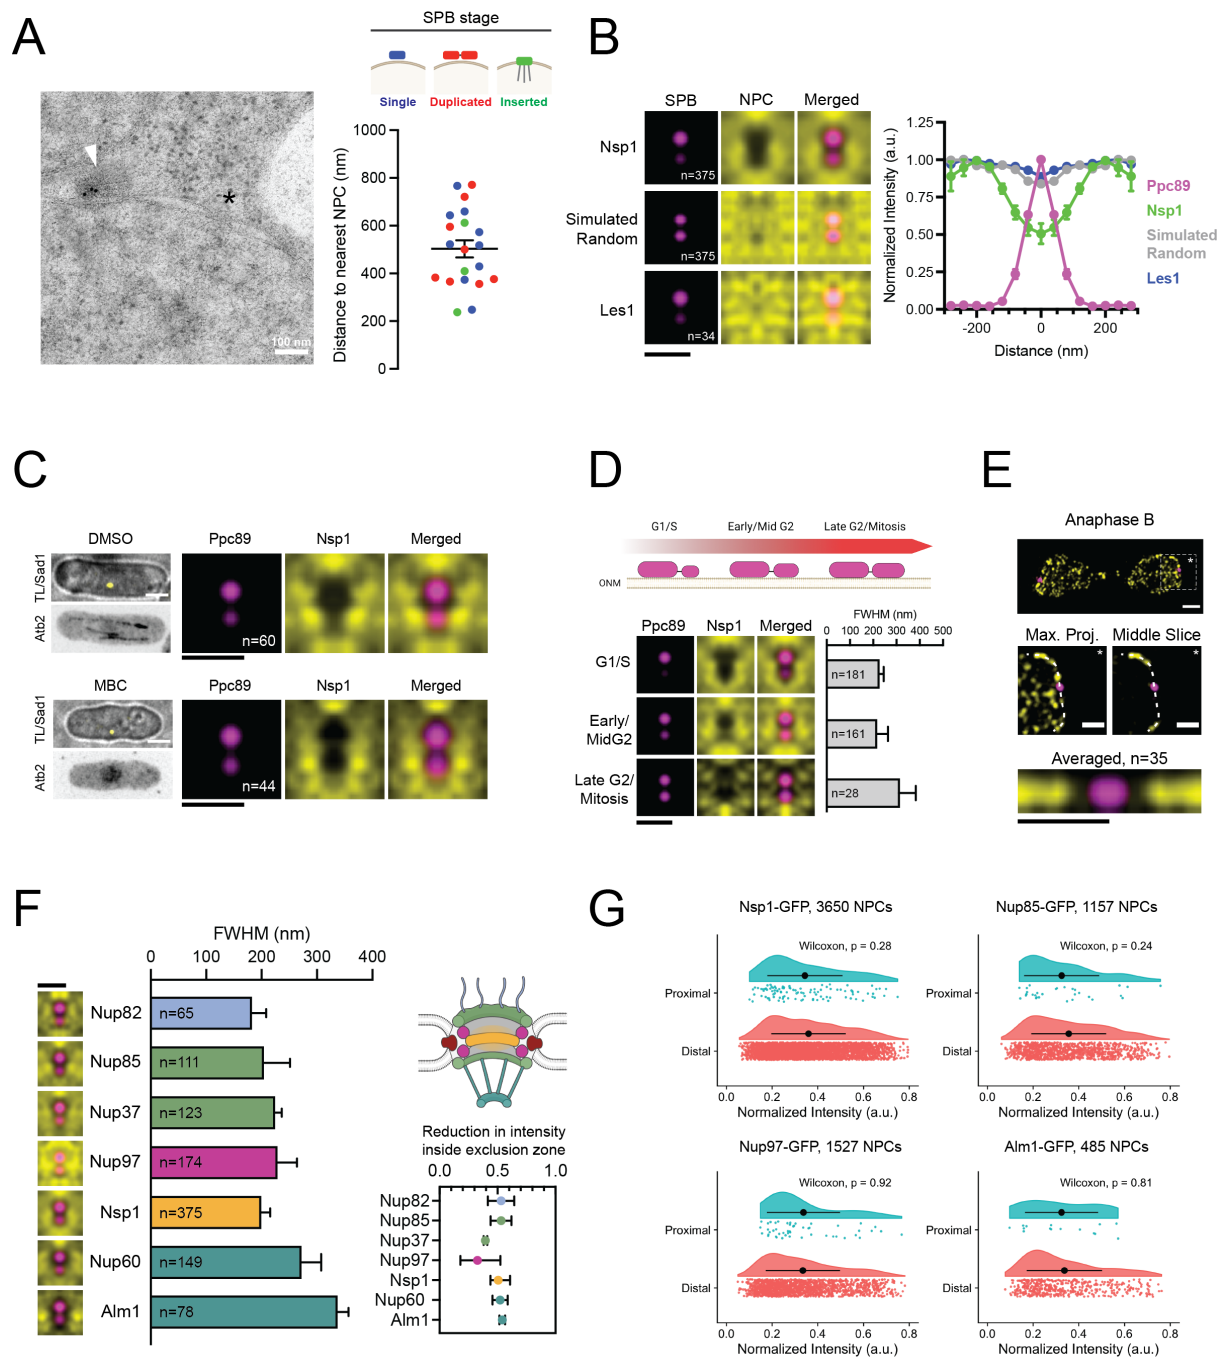 A
SPB stage
Single
Duplicated
Inserted
*
100 nm
Distance to nearest NPC (nm)
1000
800
600
400
200
0
B
SPB
NPC
Merged
Nsp1
n=375
Simulated
Random
n=375
Les1
n=34
Normalized Intensity (a.u.)
1.25
1.00
0.75
0.50
0.25
0.00
-200
0
200
Distance (nm)
Ppc89
Nsp1
Simulated
Random
Les1
C
DMSO
Ppc89
Nsp1
Merged
TL/Sad1
Atb2
n=60
MBC
Ppc89
Nsp1
Merged
TL/Sad1
Atb2
n=44
D
G1/S
Early/Mid G2
Late G2/Mitosis
ONM
FWHM (nm)
Ppc89
Nsp1
Merged
0 100 200 300 400 500
G1/S
n=181
Early/
MidG2
n=161
Late G2/
Mitosis
n=28
E
Anaphase B
*
Max. Proj.
Middle Slice
*
*
Averaged, n=35
F
FWHM (nm)
0 100 200 300 400
Nup82
n=65
Nup85
n=111
Nup37
n=123
Nup97
n=174
Nsp1
n=375
Nup60
n=149
Alm1
n=78
Reduction in intensity
inside exclusion zone
0.0 0.5 1.0
Nup82
Nup85
Nup37
Nup97
Nsp1
Nup60
Alm1
G
Nsp1-GFP, 3650 NPCs
Wilcoxon, p = 0.28
Proximal
Distal
0.0 0.2 0.4 0.6 0.8
Normalized Intensity (a.u.)
Nup85-GFP, 1157 NPCs
Wilcoxon, p = 0.24
Proximal
Distal
0.0 0.2 0.4 0.6 0.8
Normalized Intensity (a.u.)
Nup97-GFP, 1527 NPCs
Wilcoxon, p = 0.92
Proximal
Distal
0.0 0.2 0.4 0.6 0.8
Normalized Intensity (a.u.)
Alm1-GFP, 485 NPCs
Wilcoxon, p = 0.81
Proximal
Distal
0.0 0.2 0.4 0.6 0.8
Normalized Intensity (a.u.)